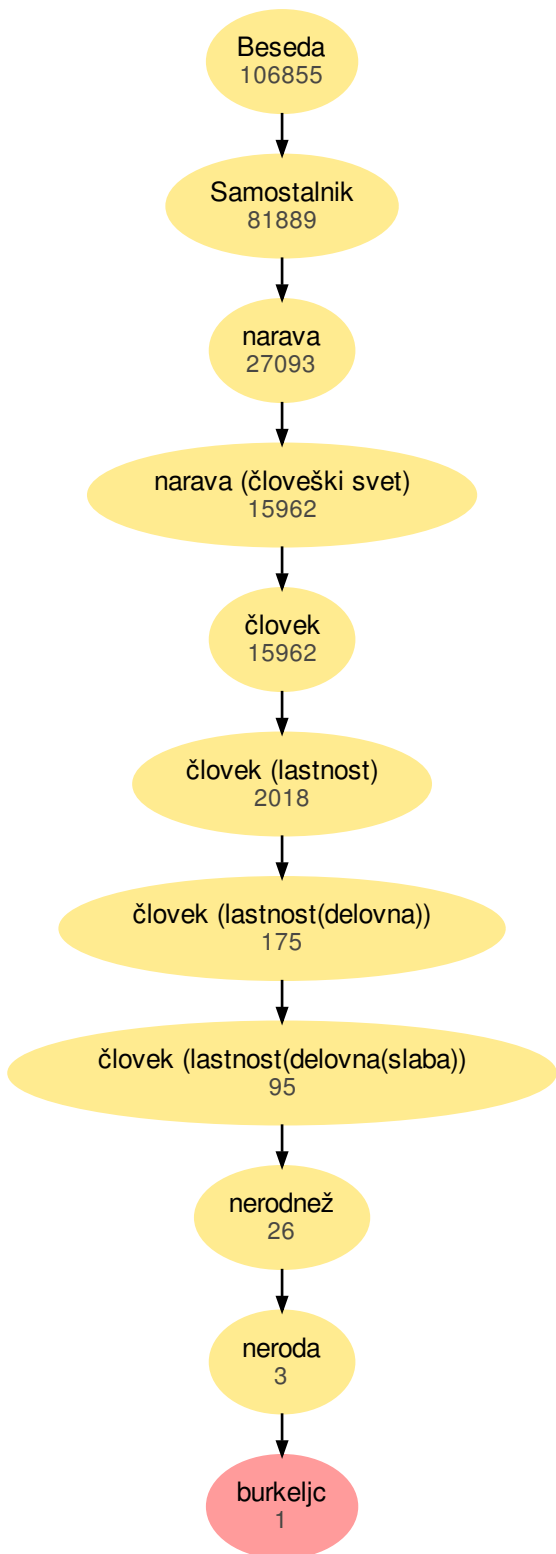 Beseda
106855
Samostalnik
81889
narava
27093
narava (človeški svet)
15962
človek
15962
človek (lastnost)
2018
človek (lastnost(delovna))
175
človek (lastnost(delovna(slaba))
95
nerodnež
26
neroda
3
burkeljc
1